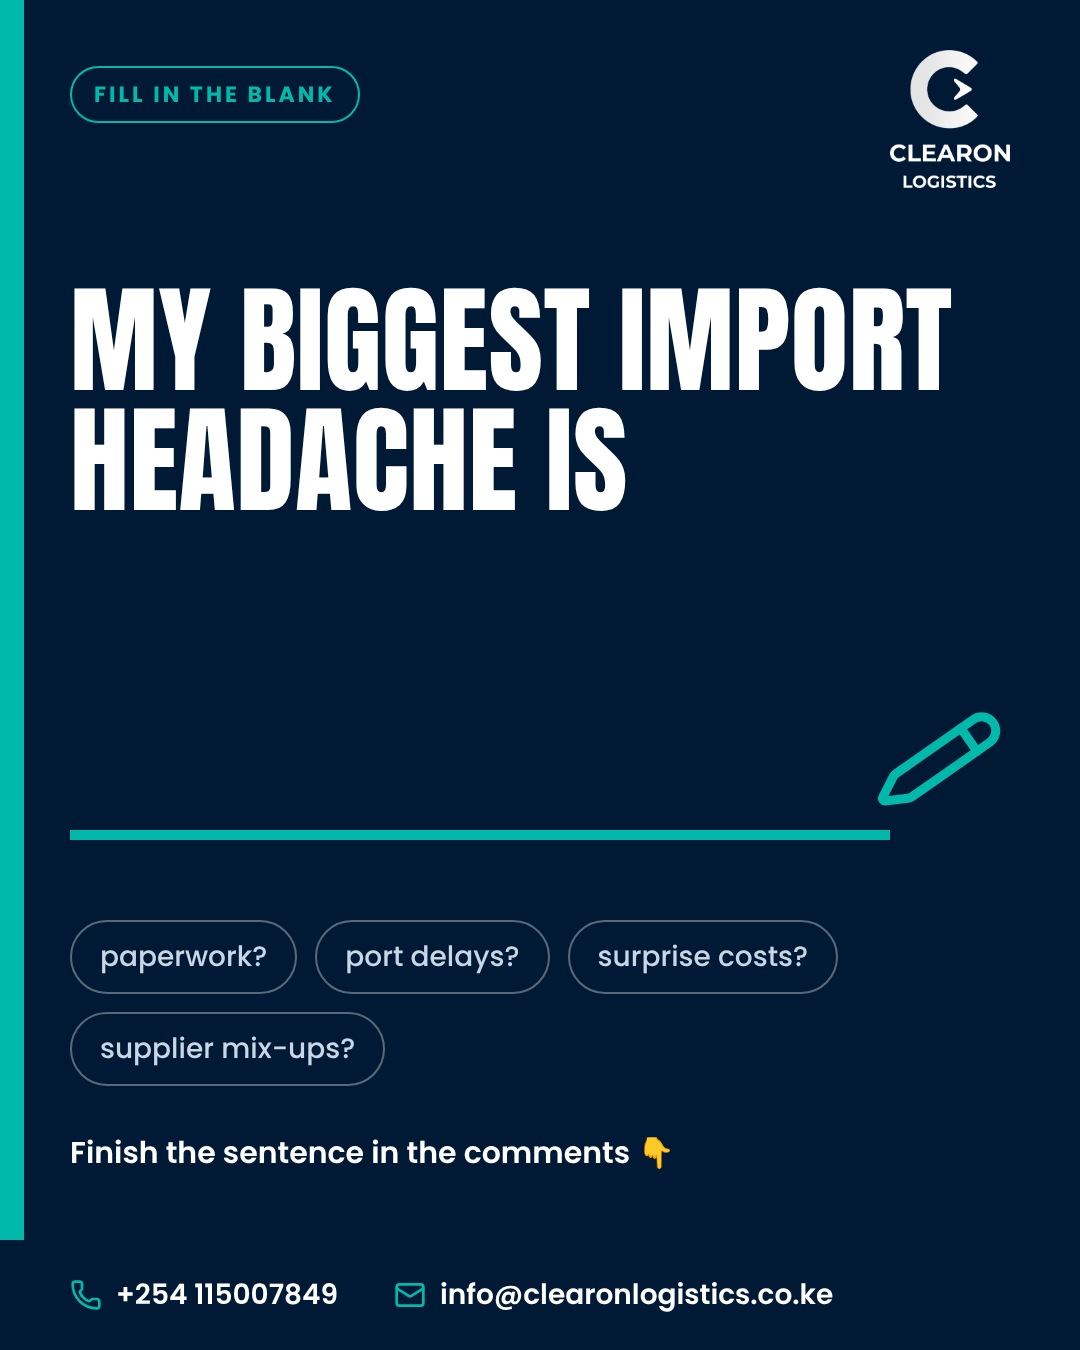 FILL IN THE BLANK
CLEARON
LOGISTICS
MY BIGGEST IMPORT
HEADACHE IS
paperwork?
port delays?
surprise costs?
supplier mix-ups?
Finish the sentence in the comments 👇
+254 115007849
info@clearonlogistics.co.ke